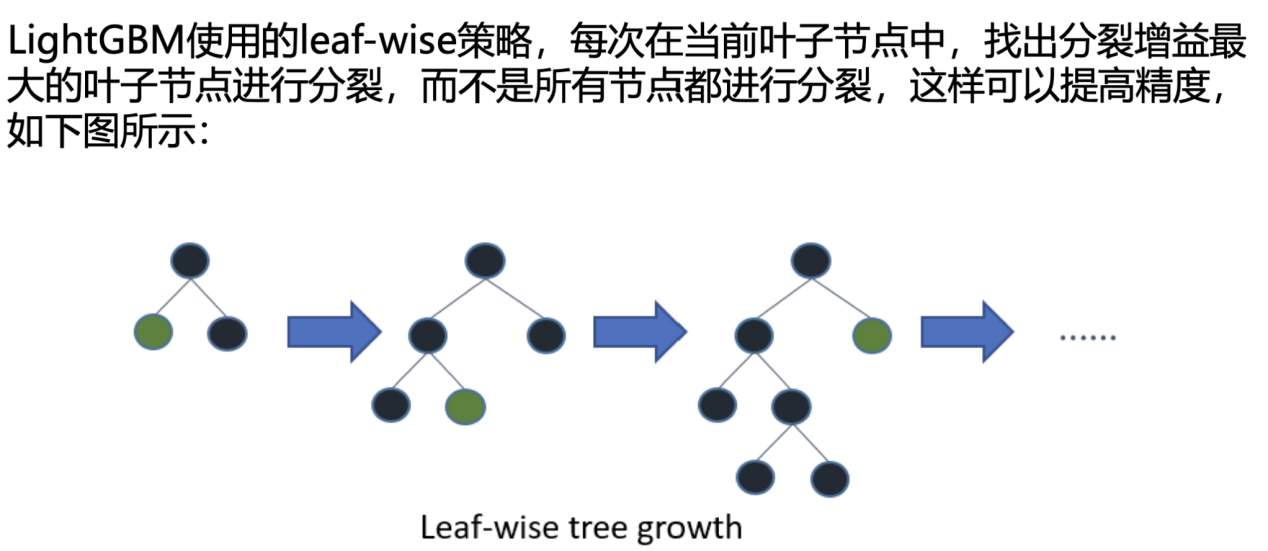 LightGBM使用的leaf-wise策略，每次在当前叶子节点中，找出分裂增益最
大的叶子节点进行分裂，而不是所有节点都进行分裂，这样可以提高精度，
如下图所示：
......
Leaf-wise tree growth